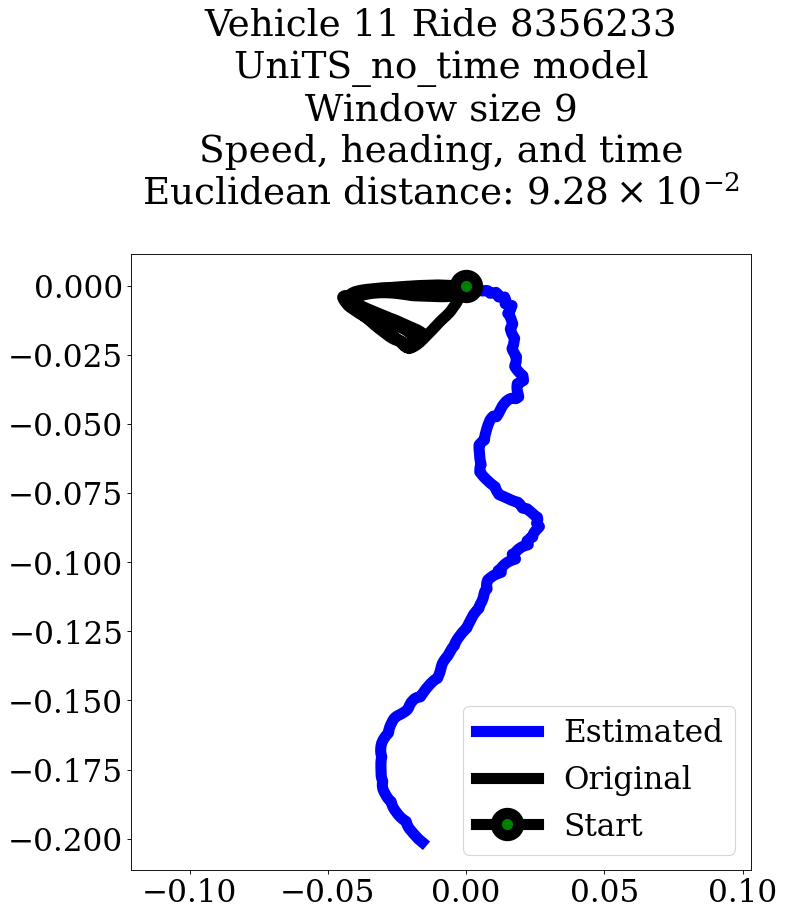 Vehicle 11 Ride 8356233
UniTS_no_time model
Window size 9
Speed, heading, and time
Euclidean distance: 9.28 × 10⁻²
0.000
−0.025
−0.050
−0.075
−0.100
−0.125
−0.150
−0.175
−0.200
Estimated
Original
Start
−0.10
−0.05
0.00
0.05
0.10